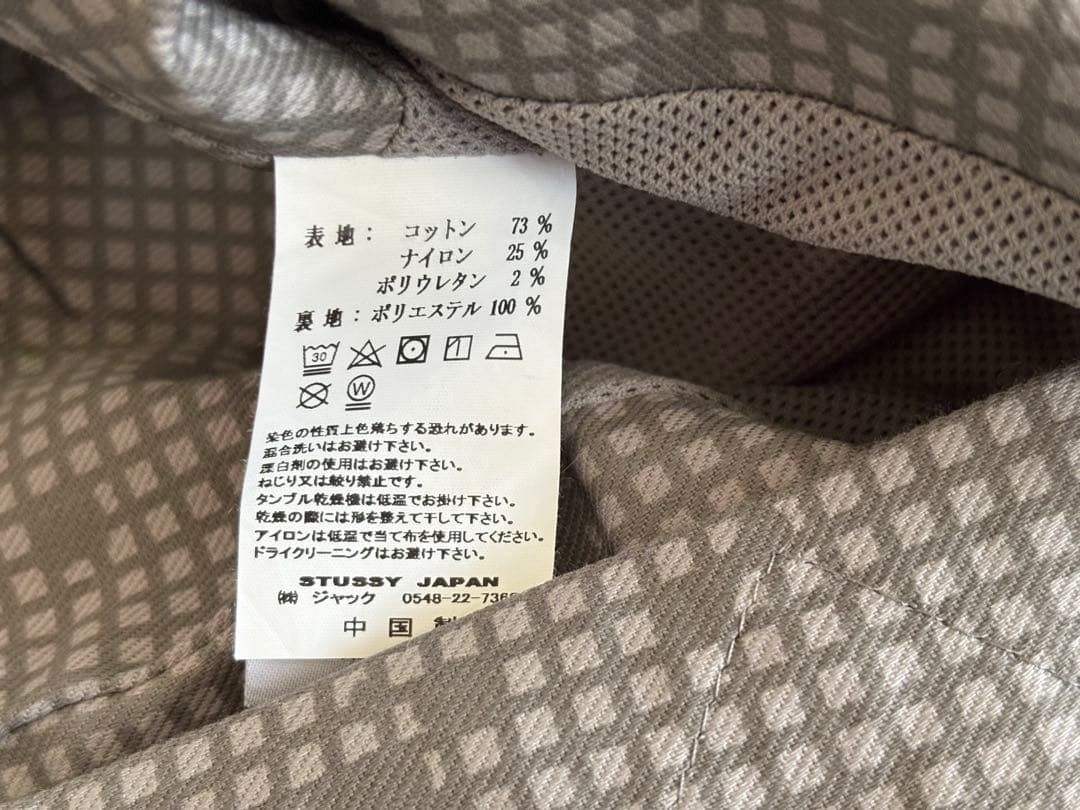 表地: コットン 73 %
ナイロン 25 %
ポリウレタン 2 %
裏地: ポリエステル 100 %
30
W
染色の性質上色落ちする恐れがあります。
混合洗いはお避け下さい。
漂白剤の使用はお避け下さい。
ねじり又は絞り禁止です。
タンブル乾燥機は低温でお掛け下さい。
乾燥の際には形を整えて干して下さい。
アイロンは低温で当て布を使用してください。
ドライクリーニングはお避け下さい。
STUSSY JAPAN
㈱ ジャック 0548-22-736
中国製